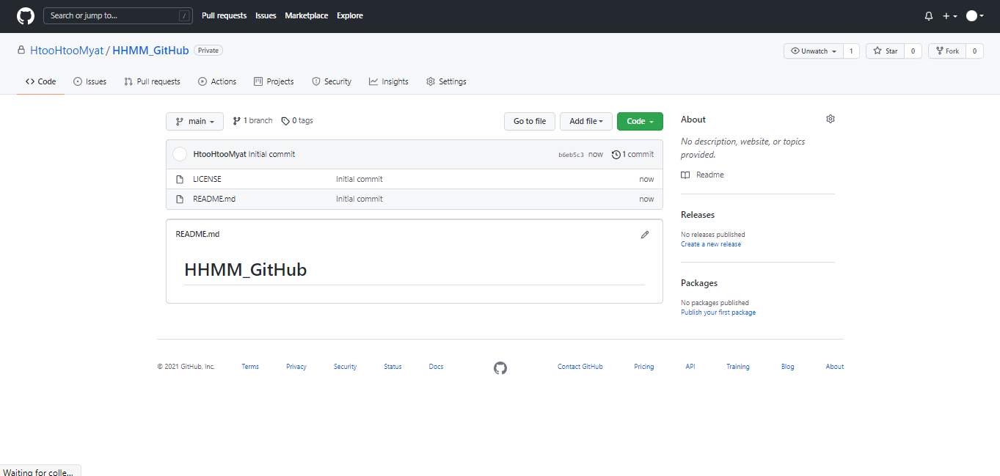 Search or jump to... / Pull requests Issues Marketplace Explore
HtooHtooMyat / HHMM_GitHub Private Unwatch 1 Star 0 Fork 0
Code Issues Pull requests Actions Projects Security Insights Settings
main 1 branch 0 tags Go to file Add file Code
HtooHtooMyat Initial commit b6eb5c3 now 1 commit
LICENSE Initial commit now
README.md Initial commit now
README.md
HHMM_GitHub
About
No description, website, or topics
provided.
Readme
Releases
No releases published
Create a new release
Packages
No packages published
Publish your first package
© 2021 GitHub, Inc. Terms Privacy Security Status Docs Contact GitHub Pricing API Training Blog About
Waiting for colle...